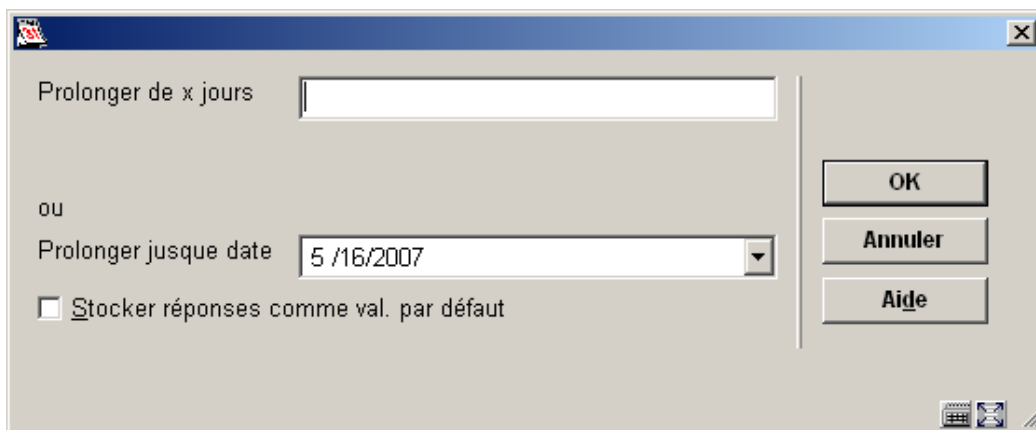 Prolonger de x jours
ou
Prolonger jusque date
5 /16/2007
Stocker réponses comme val. par défaut
OK
Annuler
Aide